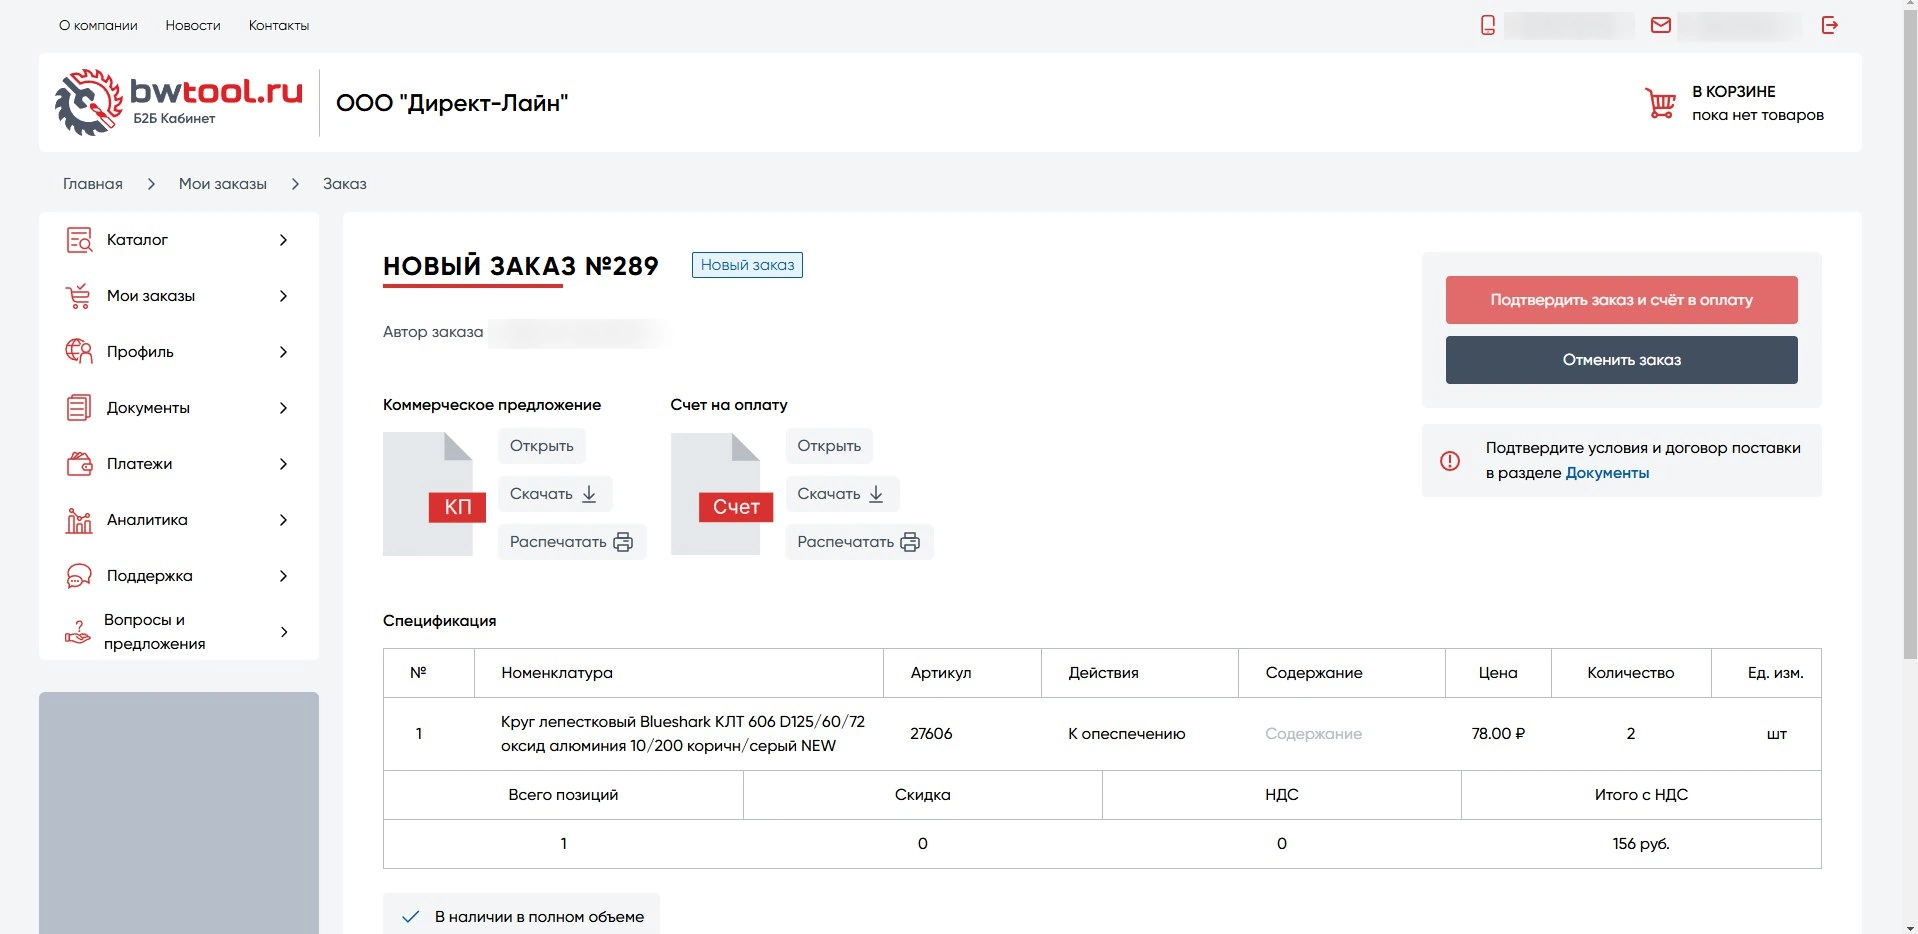 О компании
Новости
Контакты
bwtool.ru
Б2Б Кабинет
ООО "Директ-Лайн"
В КОРЗИНЕ
пока нет товаров
Главная
Мои заказы
Заказ
Каталог
Мои заказы
Профиль
Документы
Платежи
Аналитика
Поддержка
Вопросы и
предложения
НОВЫЙ ЗАКАЗ №289
Новый заказ
Автор заказа
Подтвердить заказ и счёт в оплату
Отменить заказ
Подтвердите условия и договор поставки
в разделе Документы
Коммерческое предложение
КП
Открыть
Скачать
Распечатать
Счет на оплату
Счет
Открыть
Скачать
Распечатать
Спецификация
№ Номенклатура Артикул Действия Содержание Цена Количество Ед. изм.
1 Круг лепестковый Blueshark КЛТ 606 D125/60/72
оксид алюминия 10/200 коричн/серый NEW
27606 К опеспечению Содержание 78.00 ₽ 2 шт
Всего позиций Скидка НДС Итого с НДС
1 0 0 156 руб.
В наличии в полном объеме